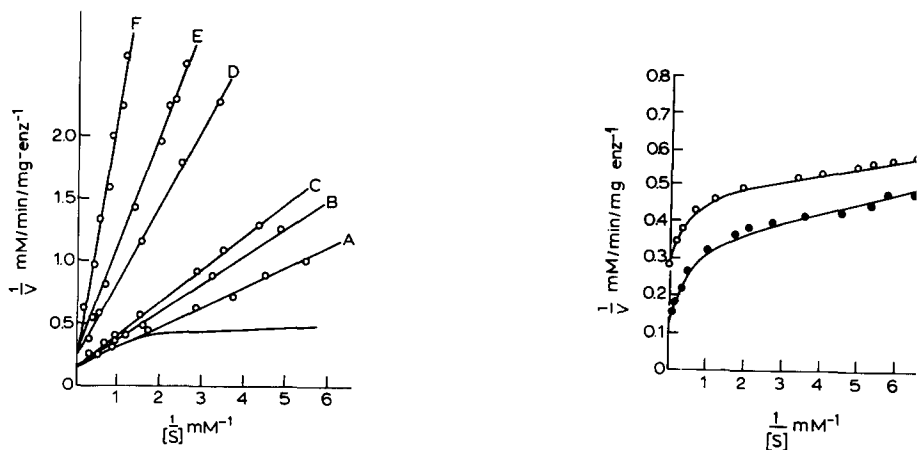 F
E
D
C
B
A
2.0
1.5
1.0
0.5
0
1 2 3 4 5 6
1/V mM/min/mg-enz⁻¹
1/[S] mM⁻¹
0.8
0.7
0.6
0.5
0.4
0.3
0.2
0.1
0
1 2 3 4 5 6
1/V mM/min/mg enz⁻¹
1/[S] mM⁻¹